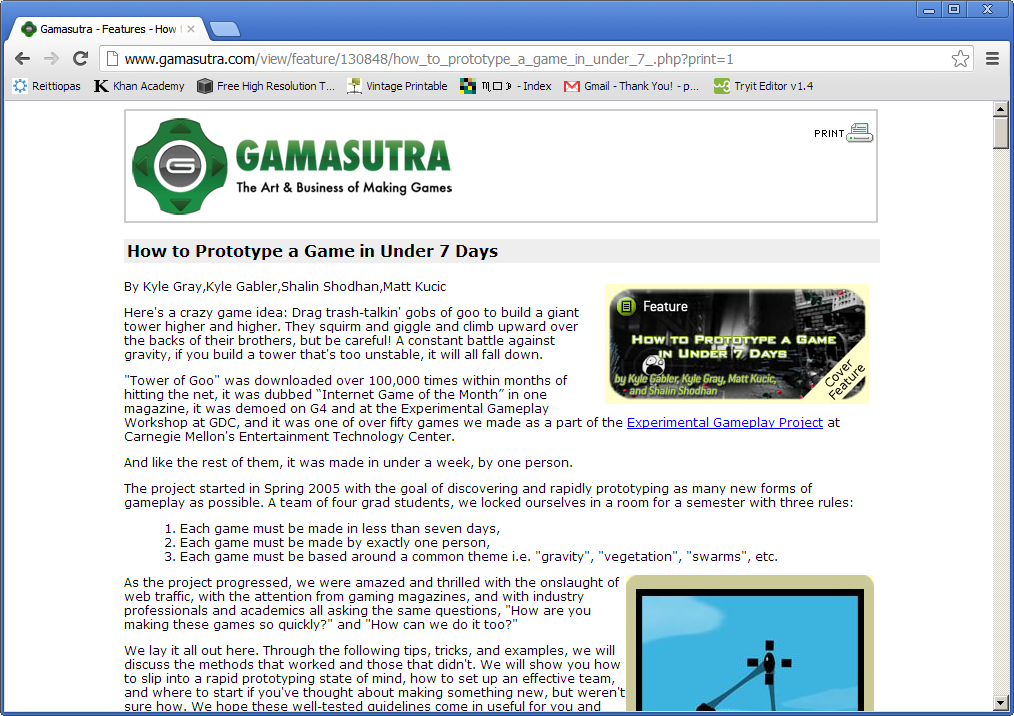 Gamasutra - Features - How
www.gamasutra.com/view/feature/130848/how_to_prototype_a_game_in_under_7_.php?print=1
Reittiopas Khan Academy Free High Resolution T... Vintage Printable - Index Gmail - Thank You! - p... Tryit Editor v1.4
PRINT
G
GAMASUTRA
The Art & Business of Making Games
How to Prototype a Game in Under 7 Days
By Kyle Gray,Kyle Gabler,Shalin Shodhan,Matt Kucic
Feature
How to Prototype a Game
in Under 7 Days
by Kyle Gabler, Kyle Gray, Matt Kucic,
and Shalin Shodhan
Cover
Feature
Here's a crazy game idea: Drag trash-talkin' gobs of goo to build a giant
tower higher and higher. They squirm and giggle and climb upward over
the backs of their brothers, but be careful! A constant battle against
gravity, if you build a tower that's too unstable, it will all fall down.
"Tower of Goo" was downloaded over 100,000 times within months of
hitting the net, it was dubbed “Internet Game of the Month” in one
magazine, it was demoed on G4 and at the Experimental Gameplay
Workshop at GDC, and it was one of over fifty games we made as a part of the Experimental Gameplay Project at
Carnegie Mellon's Entertainment Technology Center.
And like the rest of them, it was made in under a week, by one person.
The project started in Spring 2005 with the goal of discovering and rapidly prototyping as many new forms of
gameplay as possible. A team of four grad students, we locked ourselves in a room for a semester with three rules:
1. Each game must be made in less than seven days,
2. Each game must be made by exactly one person,
3. Each game must be based around a common theme i.e. "gravity", "vegetation", "swarms", etc.
As the project progressed, we were amazed and thrilled with the onslaught of
web traffic, with the attention from gaming magazines, and with industry
professionals and academics all asking the same questions, "How are you
making these games so quickly?" and "How can we do it too?"
We lay it all out here. Through the following tips, tricks, and examples, we will
discuss the methods that worked and those that didn't. We will show you how
to slip into a rapid prototyping state of mind, how to set up an effective team,
and where to start if you've thought about making something new, but weren't
sure how. We hope these well-tested guidelines come in useful for you and